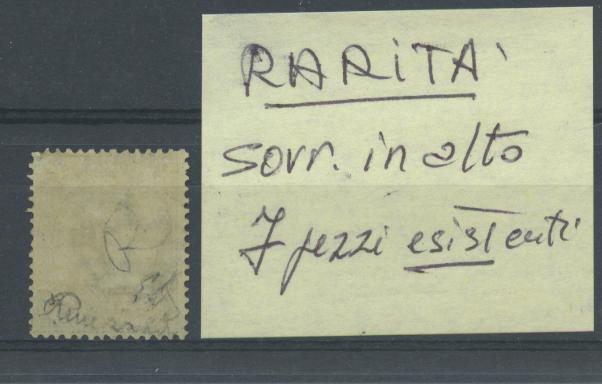 RARiTA'
sovr. in alto
7 pezzi esistenti
R